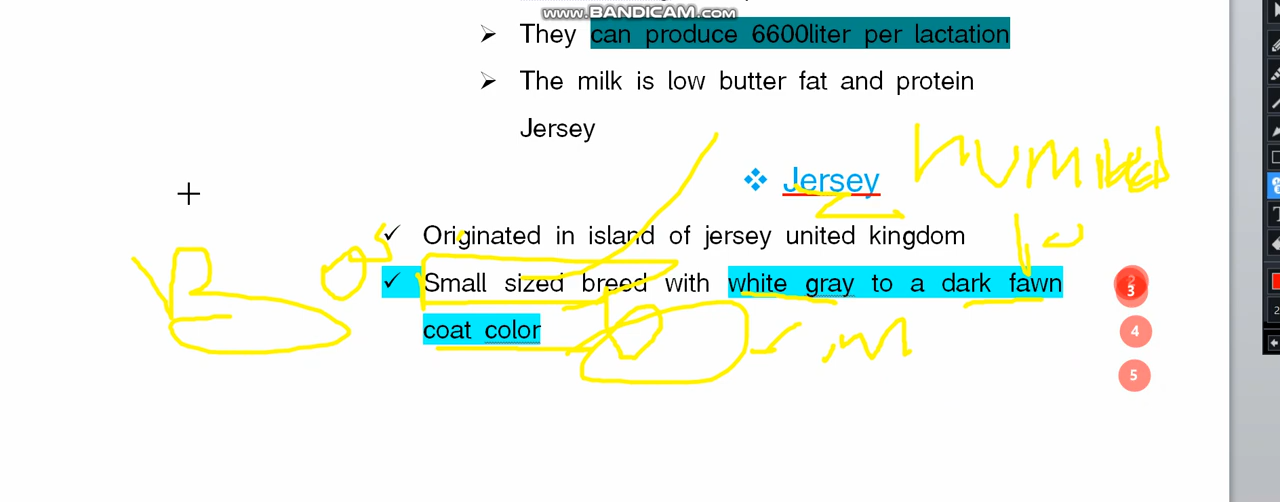 www.BANDICAM.com
➢ They can produce 6600liter per lactation
➢ The milk is low butter fat and protein
Jersey
❖ Jersey
✓ Originated in island of jersey united kingdom
✓ Small sized breed with white gray to a dark fawn
coat color
3
4
5